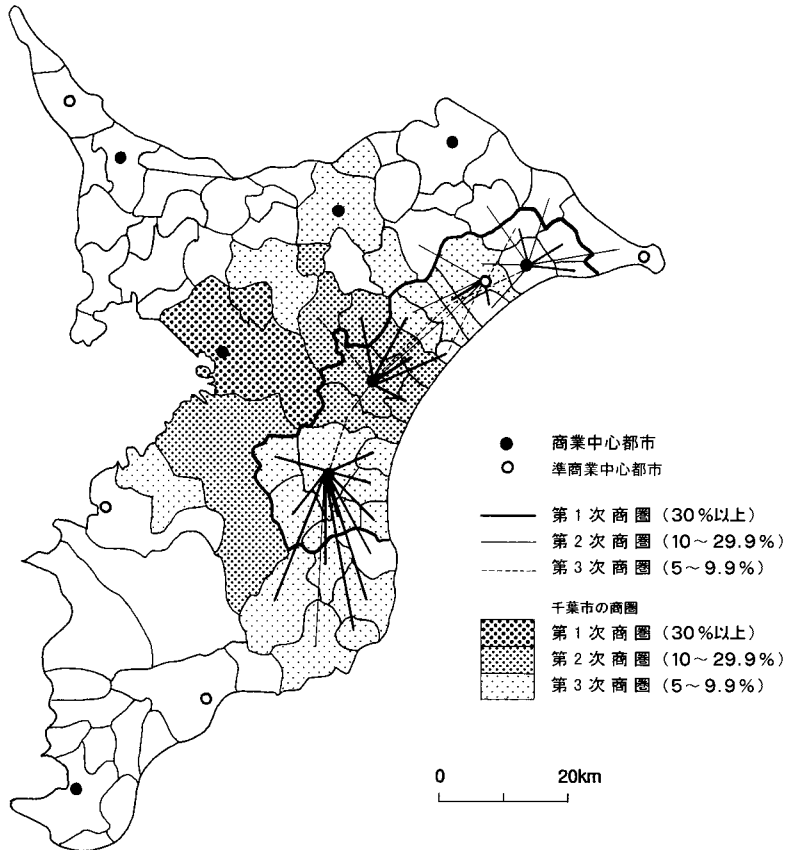 商業中心都市
準商業中心都市
第1次商圏(30%以上)
第2次商圏(10~29.9%)
第3次商圏(5~9.9%)
千葉市の商圏
第1次商圏(30%以上)
第2次商圏(10~29.9%)
第3次商圏(5~9.9%)
0 20km